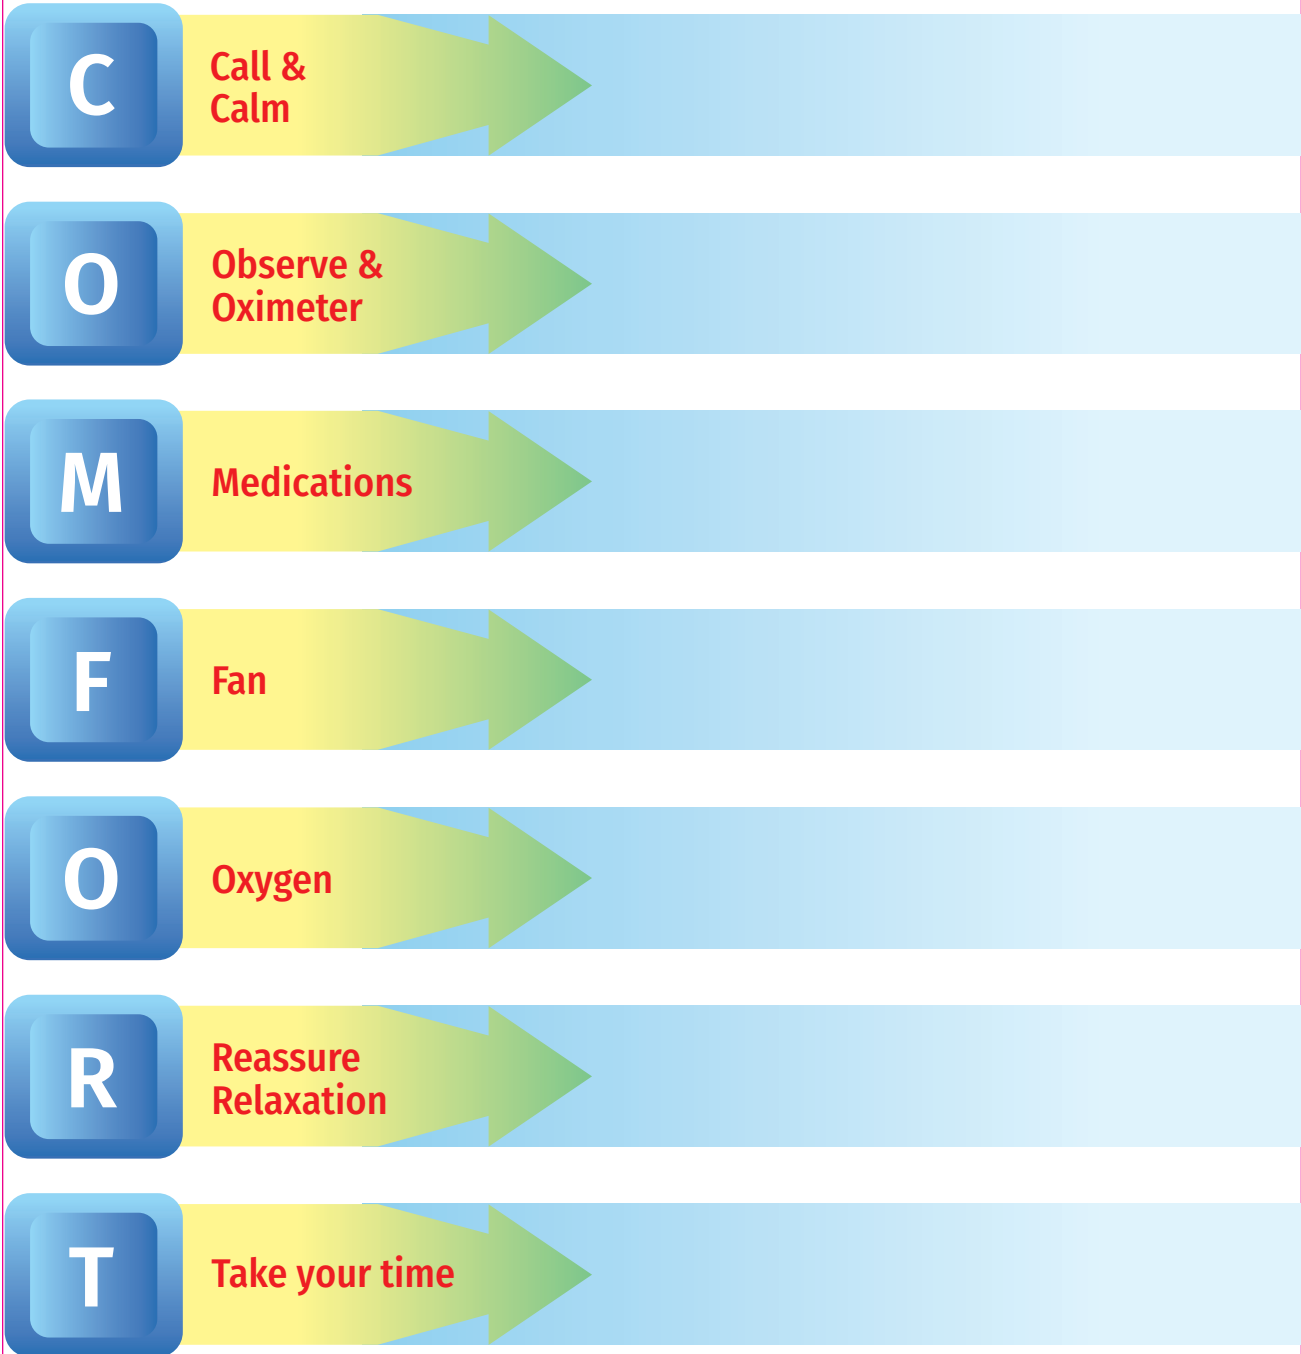 C
Call &
Calm
O
Observe &
Oximeter
M
Medications
F
Fan
O
Oxygen
R
Reassure
Relaxation
T
Take your time